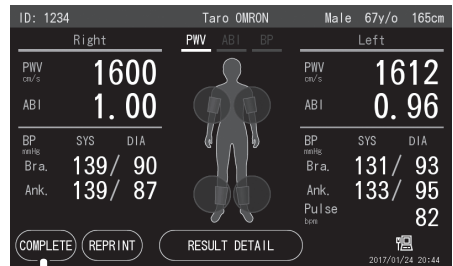 ID: 1234 Taro OMRON Male 67y/o 165cm
Right PWV ABI BP Left
PWV cm/s 1600 PWV cm/s 1612
ABI 1.00 ABI 0.96
BP mmHg SYS DIA BP mmHg SYS DIA
Bra. 139/ 90 Bra. 131/ 93
Ank. 139/ 87 Ank. 133/ 95
Pulse bpm 82
COMPLETE REPRINT RESULT DETAIL
2017/01/24 20:44